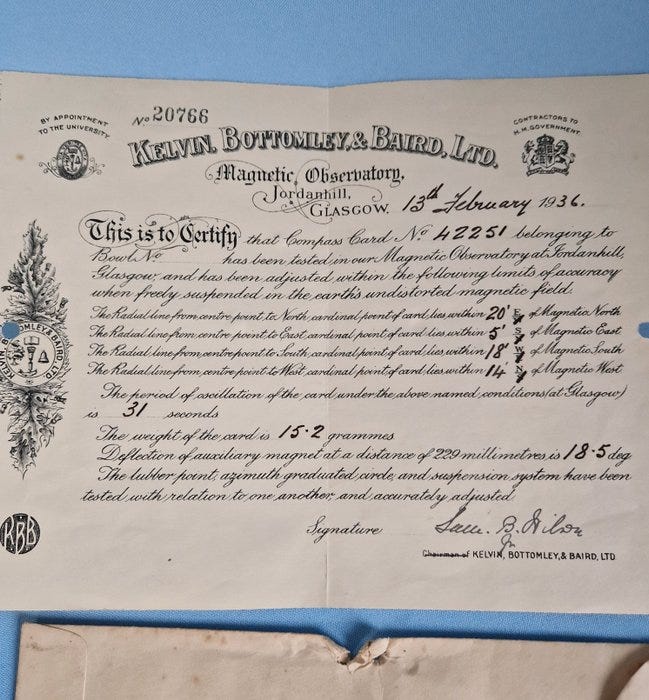 BY APPOINTMENT
TO THE UNIVERSITY
No 20766
CONTRACTORS TO
H.M. GOVERNMENT.
KELVIN, BOTTOMLEY, & BAIRD, LTD.
Magnetic Observatory,
Jordanhill,
GLASGOW, 13th February 1936.
This is to Certify that Compass Card No 42251 belonging to
Bowl No has been tested in our Magnetic Observatory at Jordanhill,
Glasgow, and has been adjusted within the following limits of accuracy
when freely suspended in the earth's undistorted magnetic field.
The Radial line from centre point to North, cardinal point of card, lies within 20' of Magnetic North
The Radial line from centre point to East, cardinal point of card, lies within 5' of Magnetic East
The Radial line from centre point to South, cardinal point of card, lies within 18' of Magnetic South
The Radial line from centre point to West, cardinal point of card, lies within 14' of Magnetic West
The period of oscillation of the card under the above named conditions (at Glasgow)
is 31 seconds
The weight of the card is 15·2 grammes
Deflection of auxiliary magnet at a distance of 229 millimetres is 18·5 deg
The lubber point, azimuth graduated circle, and suspension system have been
tested with relation to one another, and accurately adjusted
Signature
Chairman of KELVIN, BOTTOMLEY, & BAIRD, LTD
KBB